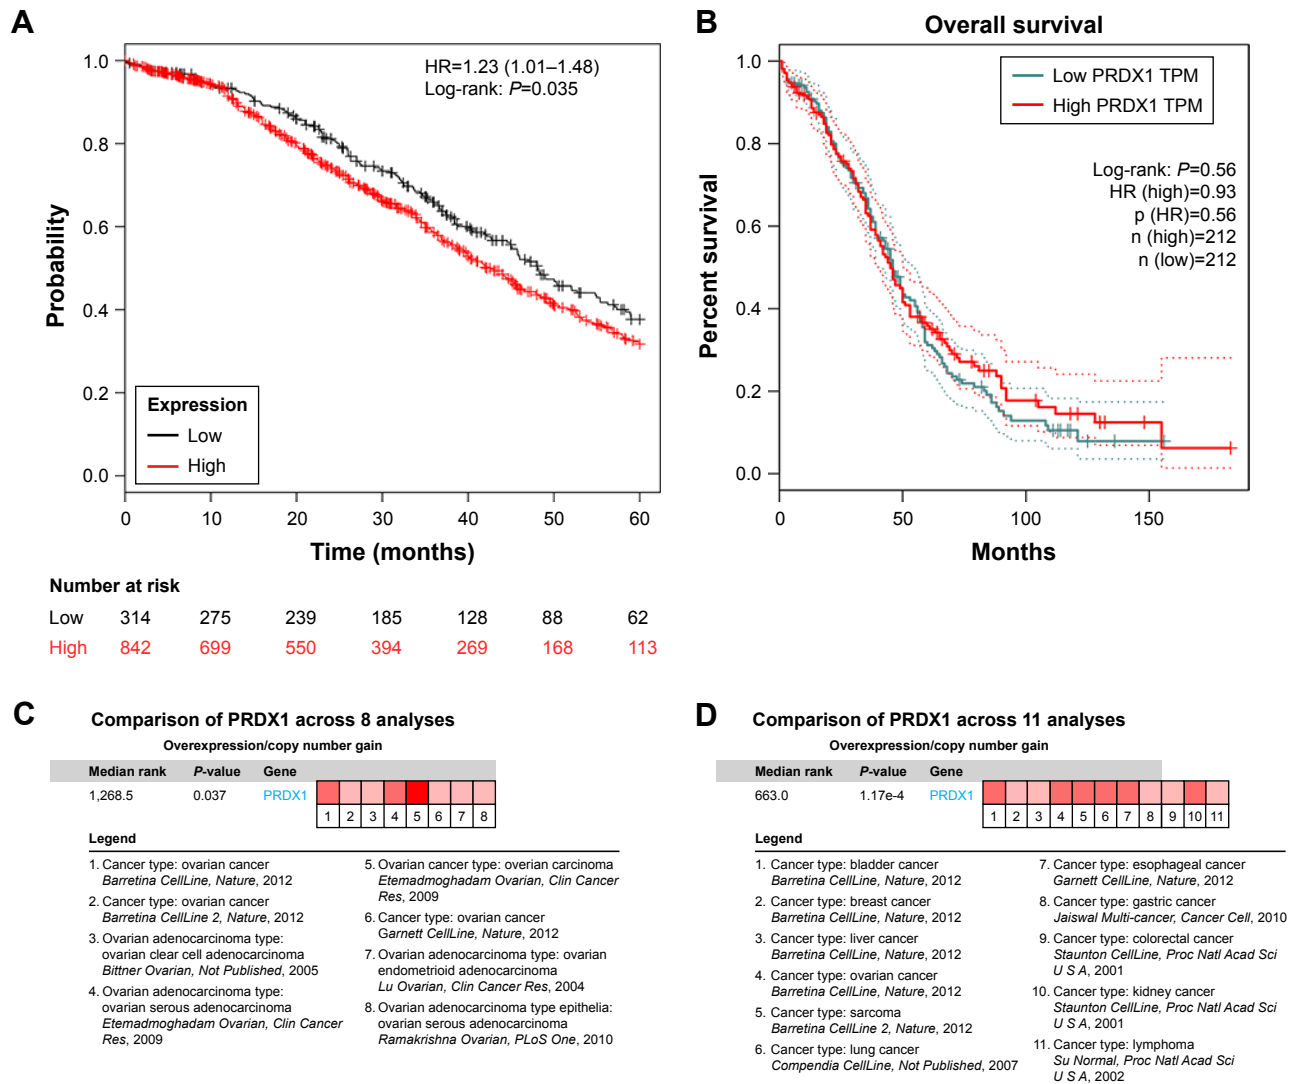 A
HR=1.23 (1.01–1.48)
Log-rank: P=0.035
Probability
1.0
0.8
0.6
0.4
0.2
0.0
Expression
Low
High
0 10 20 30 40 50 60
Time (months)
Number at risk
Low 314 275 239 185 128 88 62
High 842 699 550 394 269 168 113
B
Overall survival
Low PRDX1 TPM
High PRDX1 TPM
Log-rank: P=0.56
HR (high)=0.93
p (HR)=0.56
n (high)=212
n (low)=212
Percent survival
1.0
0.8
0.6
0.4
0.2
0.0
0 50 100 150
Months
C
Comparison of PRDX1 across 8 analyses
Overexpression/copy number gain
Median rank P-value Gene
1,268.5 0.037 PRDX1
1 2 3 4 5 6 7 8
Legend
1. Cancer type: ovarian cancer
Barretina CellLine, Nature, 2012
2. Cancer type: ovarian cancer
Barretina CellLine 2, Nature, 2012
3. Ovarian adenocarcinoma type:
ovarian clear cell adenocarcinoma
Bittner Ovarian, Not Published, 2005
4. Ovarian adenocarcinoma type:
ovarian serous adenocarcinoma
Etemadmoghadam Ovarian, Clin Cancer
Res, 2009
5. Ovarian cancer type: overian carcinoma
Etemadmoghadam Ovarian, Clin Cancer
Res, 2009
6. Cancer type: ovarian cancer
Garnett CellLine, Nature, 2012
7. Ovarian adenocarcinoma type: ovarian
endometrioid adenocarcinoma
Lu Ovarian, Clin Cancer Res, 2004
8. Ovarian adenocarcinoma type epithelia:
ovarian serous adenocarcinoma
Ramakrishna Ovarian, PLoS One, 2010
D
Comparison of PRDX1 across 11 analyses
Overexpression/copy number gain
Median rank P-value Gene
663.0 1.17e-4 PRDX1
1 2 3 4 5 6 7 8 9 10 11
Legend
1. Cancer type: bladder cancer
Barretina CellLine, Nature, 2012
2. Cancer type: breast cancer
Barretina CellLine, Nature, 2012
3. Cancer type: liver cancer
Barretina CellLine, Nature, 2012
4. Cancer type: ovarian cancer
Barretina CellLine, Nature, 2012
5. Cancer type: sarcoma
Barretina CellLine 2, Nature, 2012
6. Cancer type: lung cancer
Compendia CellLine, Not Published, 2007
7. Cancer type: esophageal cancer
Garnett CellLine, Nature, 2012
8. Cancer type: gastric cancer
Jaiswal Multi-cancer, Cancer Cell, 2010
9. Cancer type: colorectal cancer
Staunton CellLine, Proc Natl Acad Sci
U S A, 2001
10. Cancer type: kidney cancer
Staunton CellLine, Proc Natl Acad Sci
U S A, 2001
11. Cancer type: lymphoma
Su Normal, Proc Natl Acad Sci
U S A, 2002